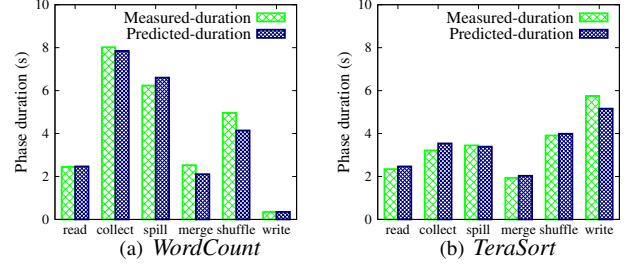 Phase duration (s)
10
8
6
4
2
0
Measured-duration
Predicted-duration
read collect spill merge shuffle write
(a) WordCount
Phase duration (s)
10
8
6
4
2
0
Measured-duration
Predicted-duration
read collect spill merge shuffle write
(b) TeraSort